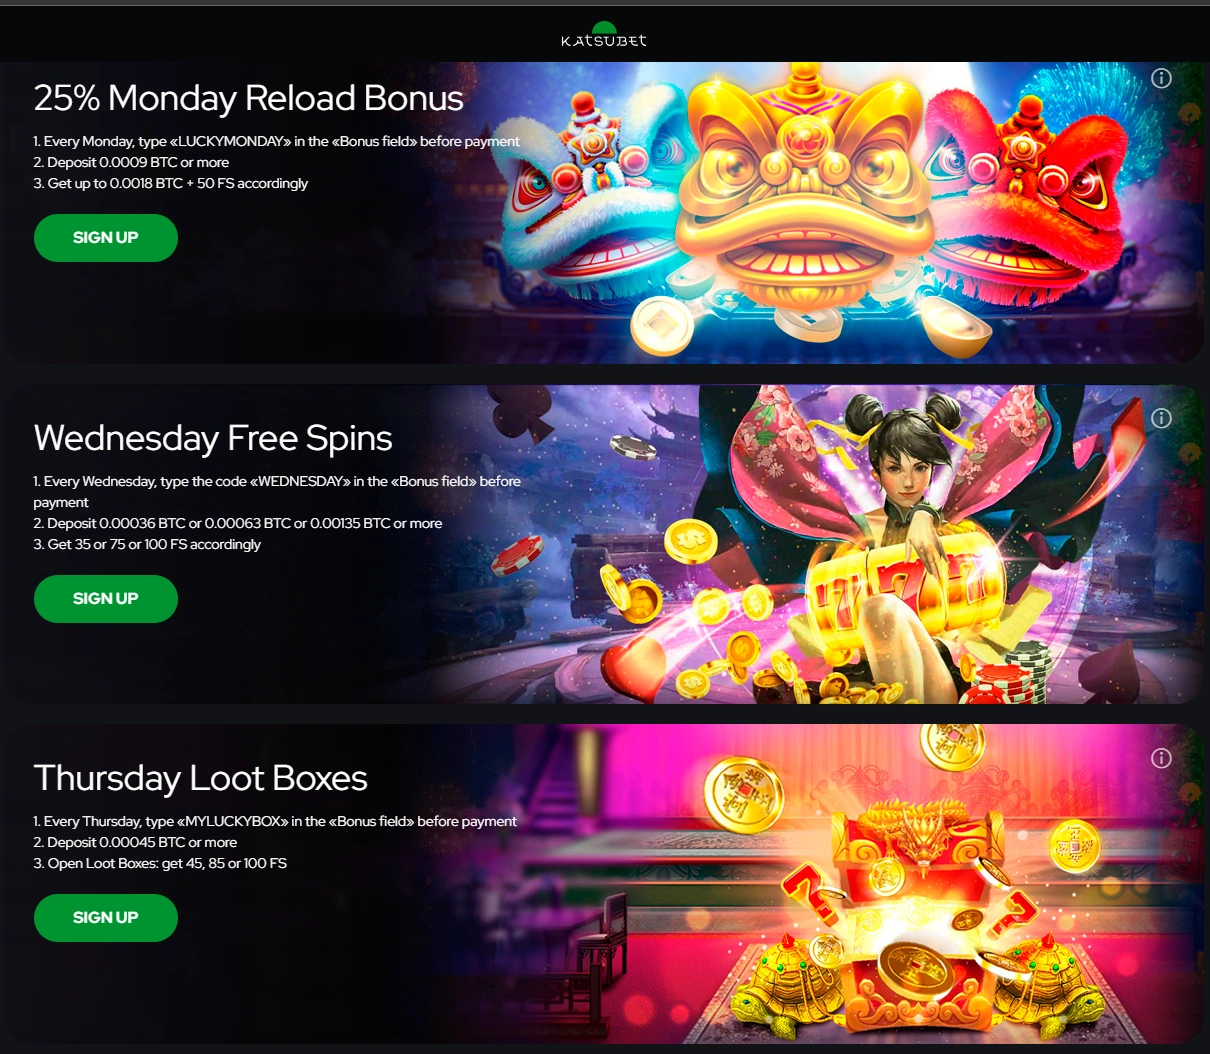 KATSUBET
25% Monday Reload Bonus
1. Every Monday, type «LUCKYMONDAY» in the «Bonus field» before payment
2. Deposit 0.0009 BTC or more
3. Get up to 0.0018 BTC + 50 FS accordingly
SIGN UP
Wednesday Free Spins
1. Every Wednesday, type the code «WEDNESDAY» in the «Bonus field» before
payment
2. Deposit 0.00036 BTC or 0.00063 BTC or 0.00135 BTC or more
3. Get 35 or 75 or 100 FS accordingly
SIGN UP
777
Thursday Loot Boxes
1. Every Thursday, type «MYLUCKYBOX» in the «Bonus field» before payment
2. Deposit 0.00045 BTC or more
3. Open Loot Boxes: get 45, 85 or 100 FS
SIGN UP
7
7